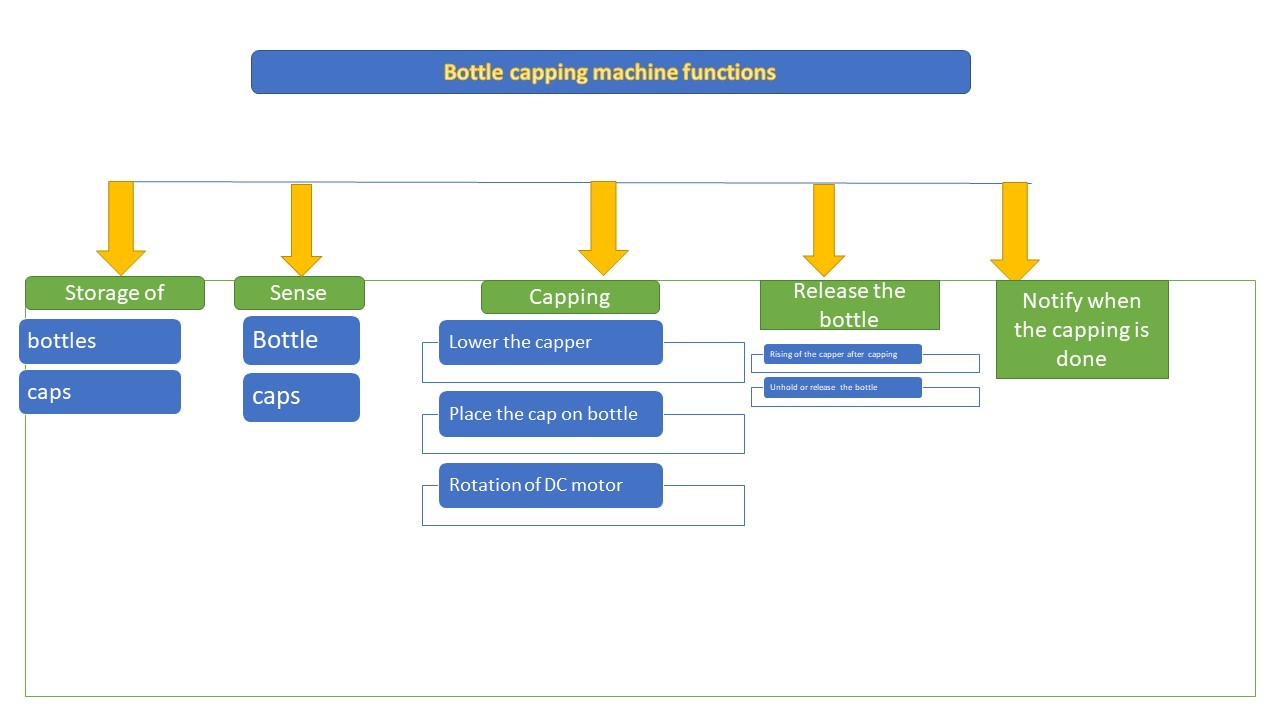 Bottle capping machine functions
Storage of
bottles
caps
Sense
Bottle
caps
Capping
Lower the capper
Place the cap on bottle
Rotation of DC motor
Release the
bottle
Rising of the capper after capping
Unhold or release the bottle
Notify when
the capping is
done